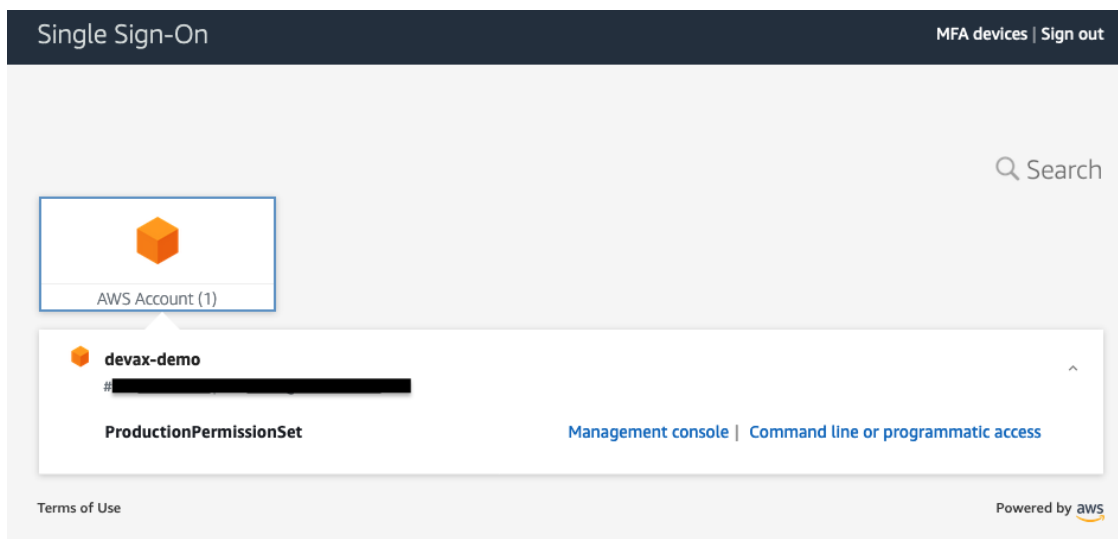 Single Sign-On
MFA devices | Sign out
Search
AWS Account (1)
devax-demo
#
ProductionPermissionSet
Management console | Command line or programmatic access
Terms of Use
Powered by aws